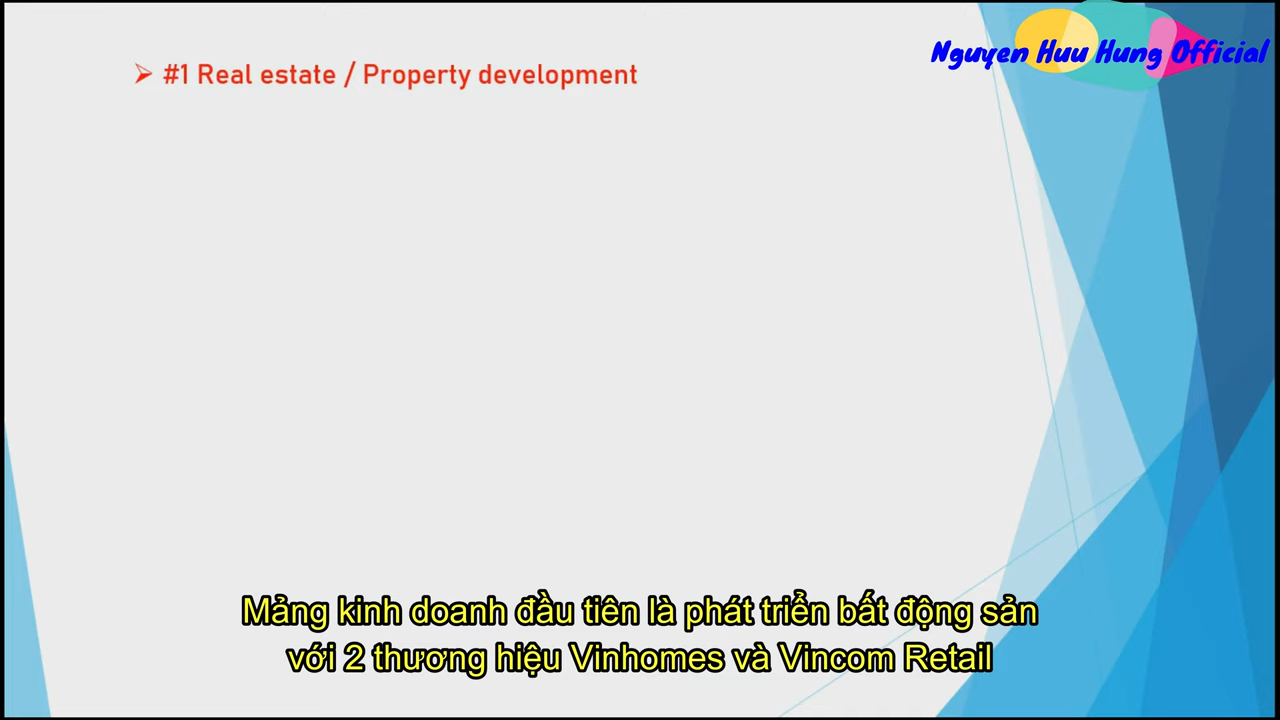 Nguyen Huu Hung Official
#1 Real estate / Property development
Mảng kinh doanh đầu tiên là phát triển bất động sản
với 2 thương hiệu Vinhomes và Vincom Retail